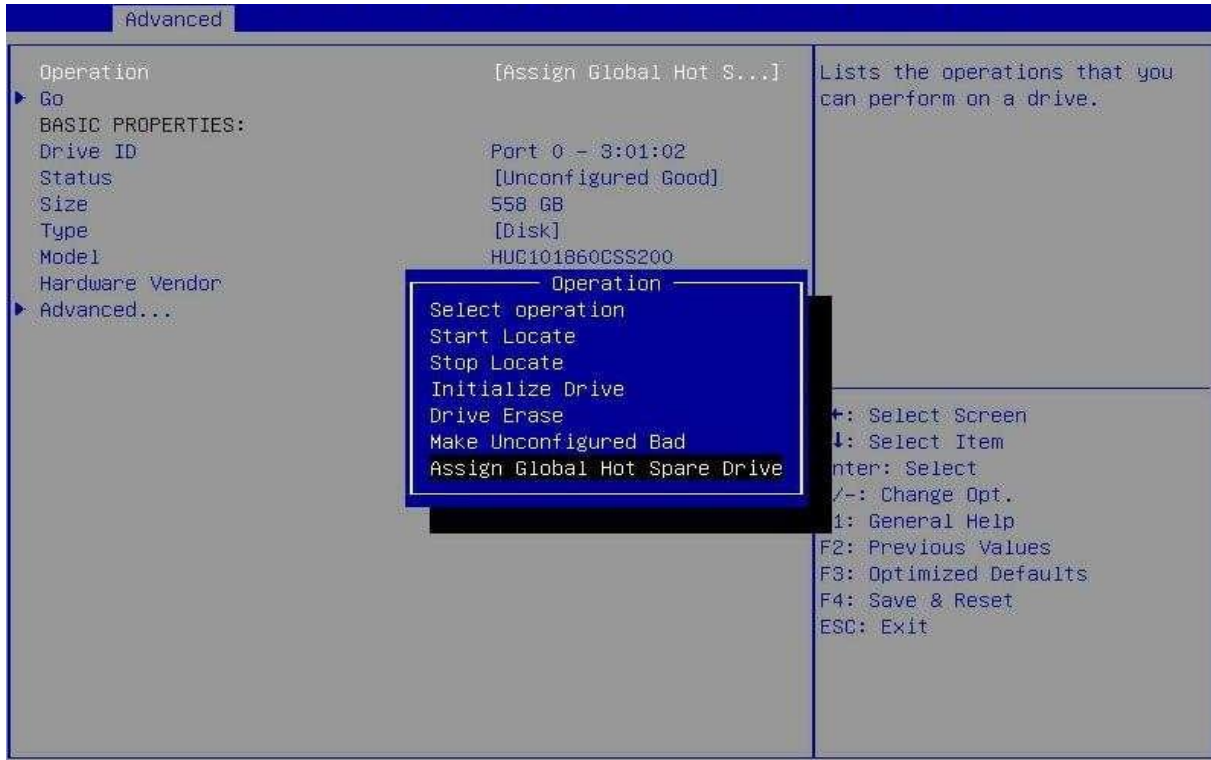 Advanced
Operation [Assign Global Hot S...]
Go
BASIC PROPERTIES:
Drive ID Port 0 - 3:01:02
Status [Unconfigured Good]
Size 558 GB
Type [Disk]
Model HUC101860CSS200
Hardware Vendor
Advanced...
Operation
Select operation
Start Locate
Stop Locate
Initialize Drive
Drive Erase
Make Unconfigured Bad
Assign Global Hot Spare Drive
Lists the operations that you
can perform on a drive.
: Select Screen
: Select Item
nter: Select
/-: Change Opt.
1: General Help
F2: Previous Values
F3: Optimized Defaults
F4: Save & Reset
ESC: Exit